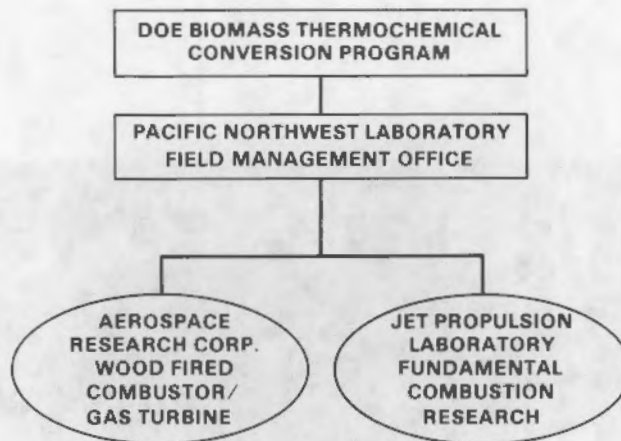 DOE BIOMASS THERMOCHEMICAL
CONVERSION PROGRAM
PACIFIC NORTHWEST LABORATORY
FIELD MANAGEMENT OFFICE
AEROSPACE
RESEARCH CORP.
WOOD FIRED
COMBUSTOR/
GAS TURBINE
JET PROPULSION
LABORATORY
FUNDAMENTAL
COMBUSTION
RESEARCH